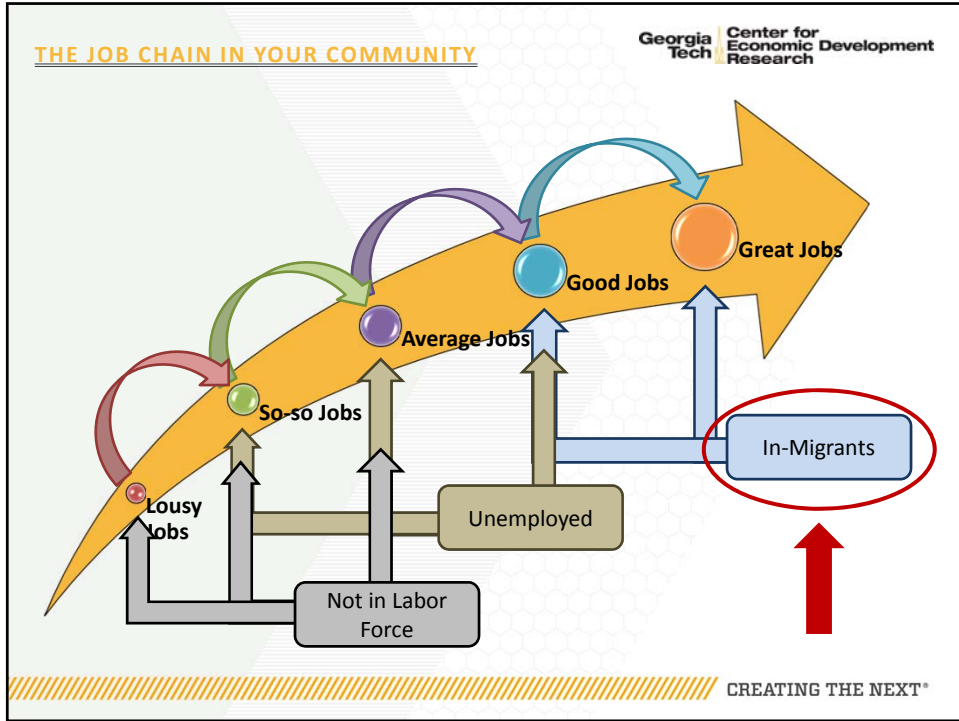 THE JOB CHAIN IN YOUR COMMUNITY
Georgia Tech
Center for
Economic Development
Research
Great Jobs
Good Jobs
Average Jobs
So-so Jobs
In-Migrants
Lousy
Jobs
Unemployed
Not in Labor
Force
CREATING THE NEXT®